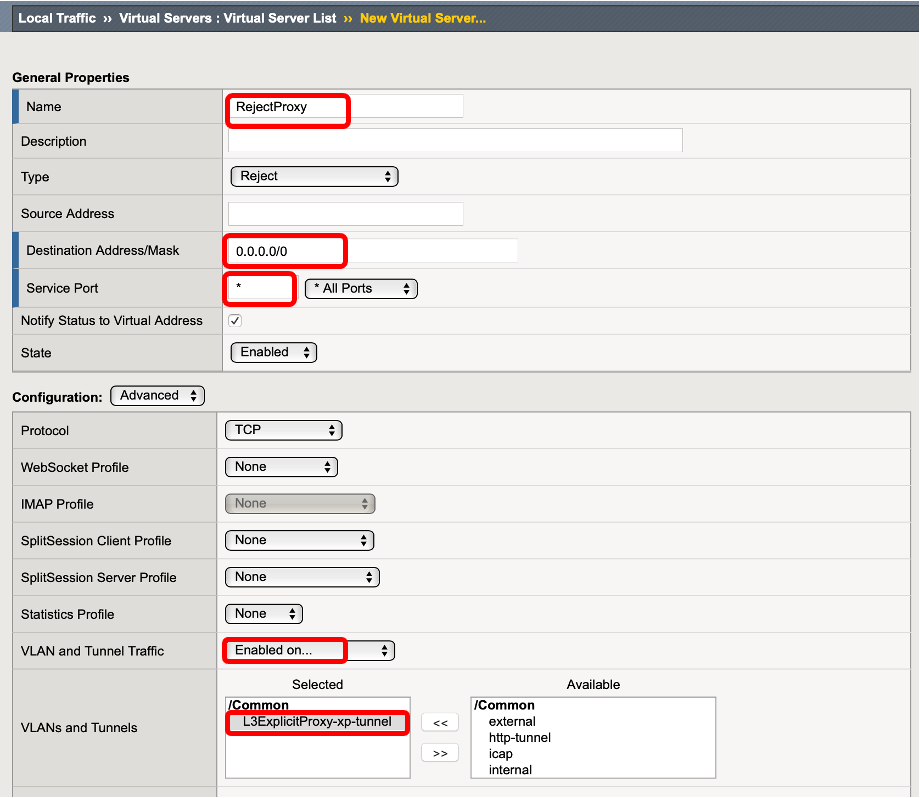 Local Traffic ›› Virtual Servers : Virtual Server List ›› New Virtual Server...
General Properties
Name RejectProxy
Description
Type Reject
Source Address
Destination Address/Mask 0.0.0.0/0
Service Port * * All Ports
Notify Status to Virtual Address
State Enabled
Configuration: Advanced
Protocol TCP
WebSocket Profile None
IMAP Profile None
SplitSession Client Profile None
SplitSession Server Profile None
Statistics Profile None
VLAN and Tunnel Traffic Enabled on...
Selected Available
/Common /Common
L3ExplicitProxy-xp-tunnel << external
VLANs and Tunnels http-tunnel
>> icap
internal